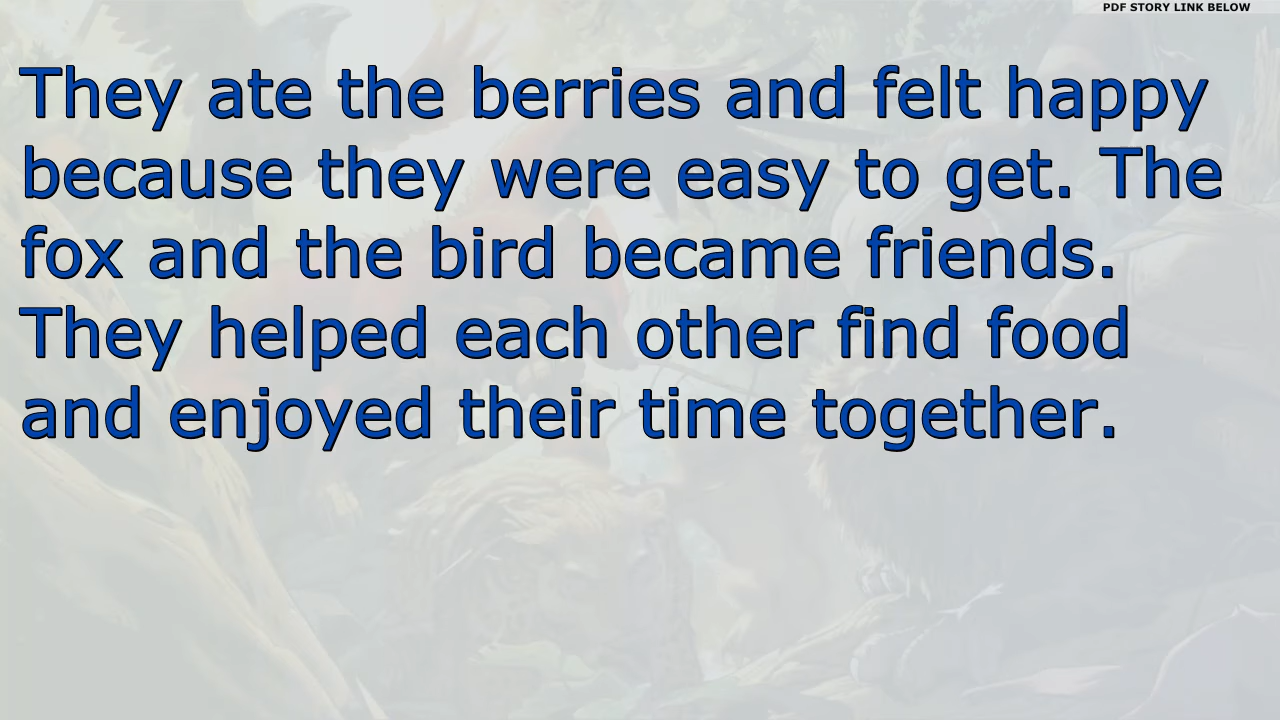 PDF STORY LINK BELOW
They ate the berries and felt happy
because they were easy to get. The
fox and the bird became friends.
They helped each other find food
and enjoyed their time together.